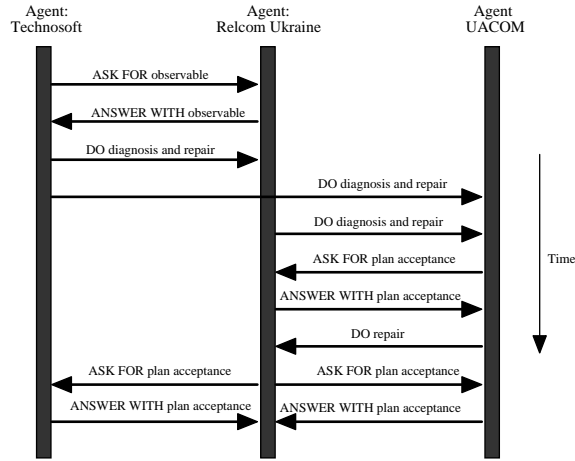 Agent:
Technosoft
Agent:
Relcom Ukraine
Agent
UACOM
ASK FOR observable
ANSWER WITH observable
DO diagnosis and repair
DO diagnosis and repair
DO diagnosis and repair
ASK FOR plan acceptance
Time
ANSWER WITH plan acceptance
DO repair
ASK FOR plan acceptance
ASK FOR plan acceptance
ANSWER WITH plan acceptance
ANSWER WITH plan acceptance